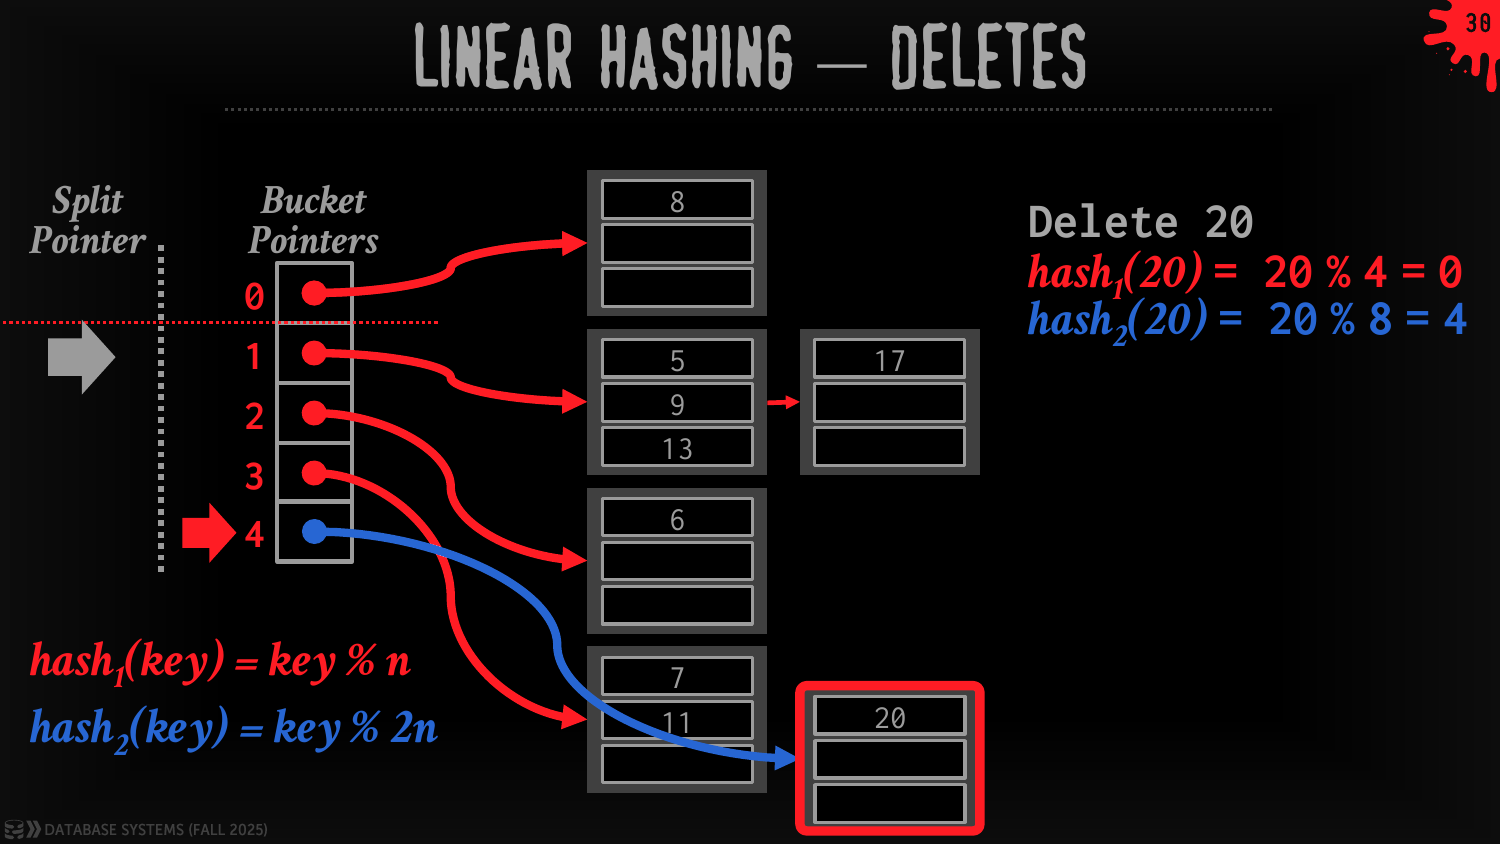 LINEAR HASHING — DELETES
30
Split
Pointer
Bucket
Pointers
0
1
2
3
4
8
5
9
13
17
6
7
11
20
Delete 20
hash1(20) = 20 % 4 = 0
hash2(20) = 20 % 8 = 4
hash1(key) = key % n
hash2(key) = key % 2n
DATABASE SYSTEMS (FALL 2025)